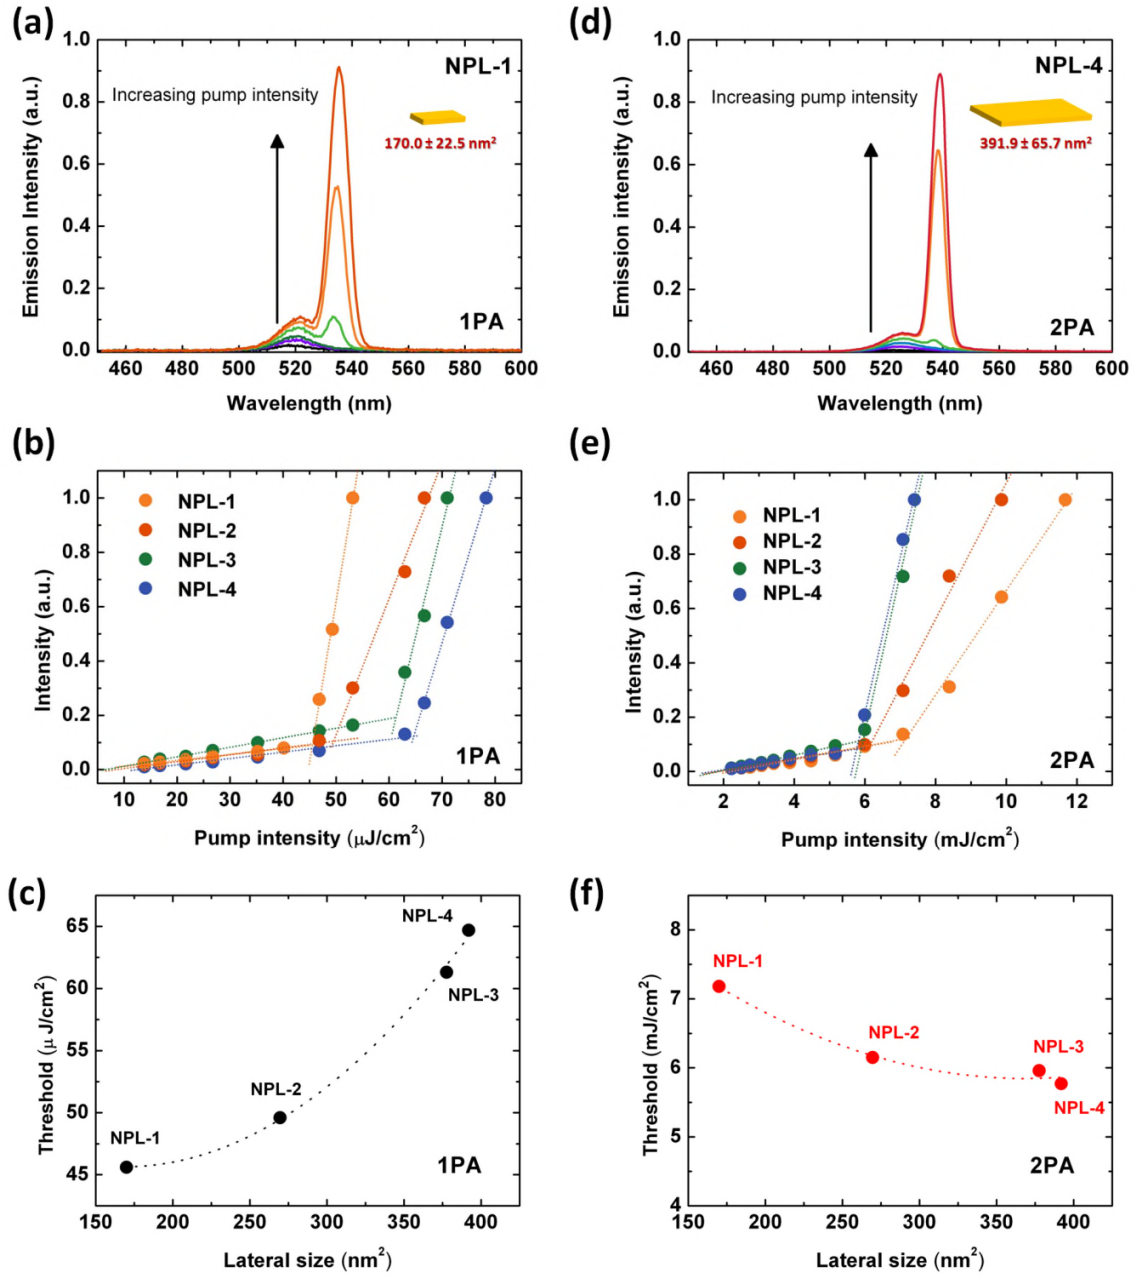 (a)
1.0
0.8
0.6
0.4
0.2
0.0
Emission Intensity (a.u.)
NPL-1
Increasing pump intensity
170.0 ± 22.5 nm²
1PA
460 480 500 520 540 560 580 600
Wavelength (nm)
(d)
1.0
0.8
0.6
0.4
0.2
0.0
Emission intensity (a.u.)
NPL-4
Increasing pump intensity
391.9 ± 65.7 nm²
2PA
460 480 500 520 540 560 580 600
Wavelength (nm)
(b)
1.0
0.8
0.6
0.4
0.2
0.0
Intensity (a.u.)
NPL-1
NPL-2
NPL-3
NPL-4
1PA
10 20 30 40 50 60 70 80
Pump intensity (μJ/cm²)
(e)
1.0
0.8
0.6
0.4
0.2
0.0
Intensity (a.u.)
NPL-1
NPL-2
NPL-3
NPL-4
2PA
2 4 6 8 10 12
Pump intensity (mJ/cm²)
(c)
65
60
55
50
45
Threshold (μ J/cm²)
NPL-4
NPL-3
NPL-2
NPL-1
1PA
150 200 250 300 350 400
Lateral size (nm²)
(f)
8
7
6
5
4
Threshold (mJ/cm²)
NPL-1
NPL-2
NPL-3
NPL-4
2PA
150 200 250 300 350 400
Lateral size (nm²)